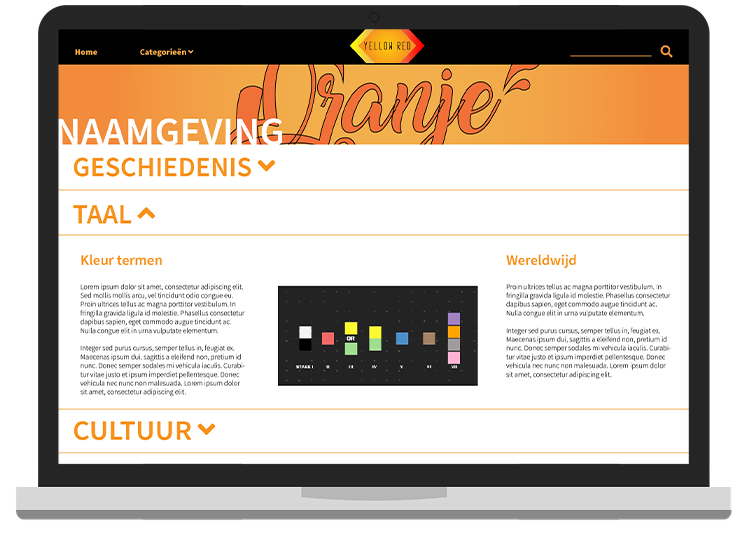 Home
Categorieën
YELLOW RED
Oranje
NAAMGEVING
GESCHIEDENIS
TAAL
Kleur termen
Lorem ipsum dolor sit amet, consectetur adipiscing elit.
Sed mollis mollis arcu, vel tincidunt odio congue eu.
Proin ultrices tellus ac magna porttitor vestibulum. In
fringilla gravida ligula id molestie. Phasellus consectetur
dapibus sapien, eget commodo augue tincidunt ac.
Nulla congue elit in urna vulputate elementum.
Integer sed purus cursus, semper tellus in, feugiat ex.
Maecenas ipsum dui, sagittis a eleifend non, pretium id
nunc. Donec semper sodales mi vehicula iaculis. Curabi-
tur vitae justo et ipsum imperdiet pellentesque. Donec
vehicula nec nunc non malesuada. Lorem ipsum dolor
sit amet, consectetur adipiscing elit.
OR
STAGE I II III IV V VI VII
Wereldwijd
Proin ultrices tellus ac magna porttitor vestibulum. In
fringilla gravida ligula id molestie. Phasellus consectetur
dapibus sapien, eget commodo augue tincidunt ac.
Nulla congue elit in urna vulputate elementum.
Integer sed purus cursus, semper tellus in, feugiat ex.
Maecenas ipsum dui, sagittis a eleifend non, pretium id
nunc. Donec semper sodales mi vehicula iaculis. Curabi-
tur vitae justo et ipsum imperdiet pellentesque. Donec
vehicula nec nunc non malesuada. Lorem ipsum dolor
sit amet, consectetur adipiscing elit.
CULTUUR